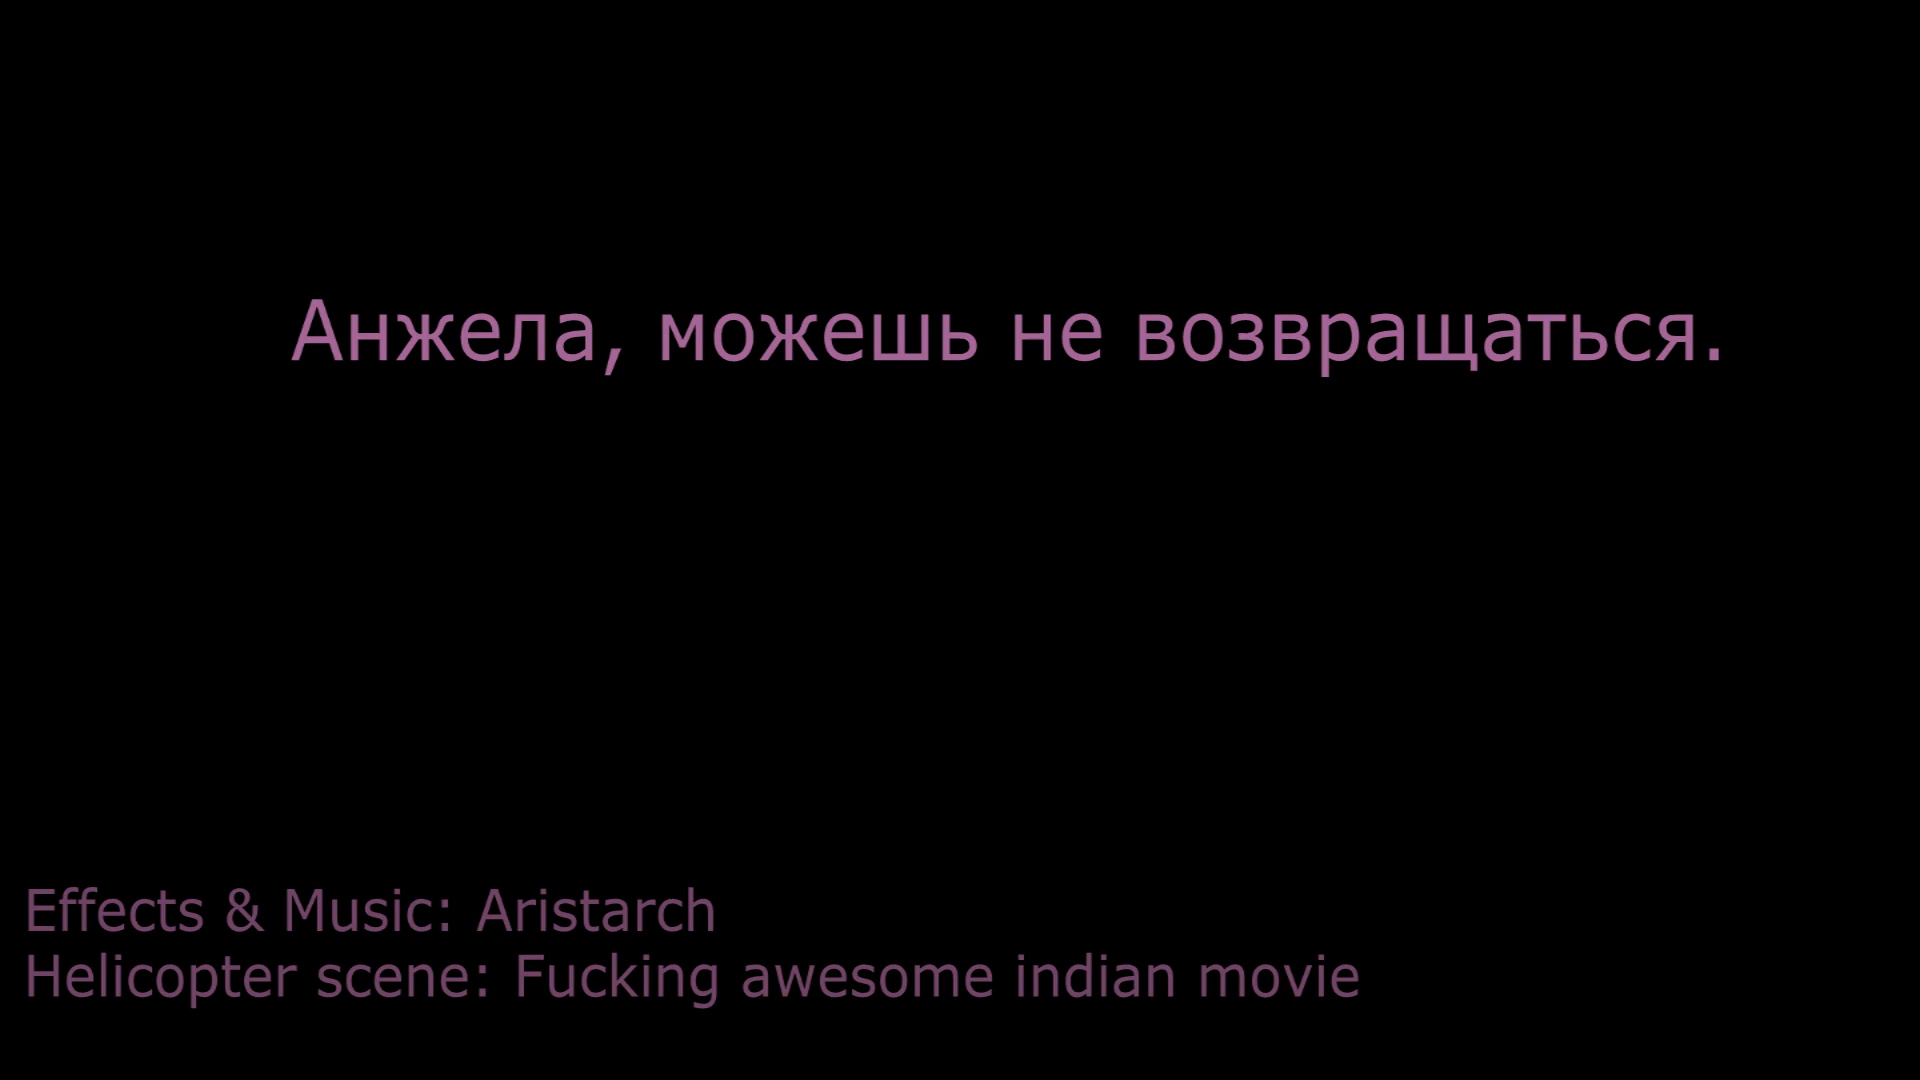 Анжела, можешь не возвращаться.
Effects & Music: Aristarch
Helicopter scene: Fucking awesome indian movie